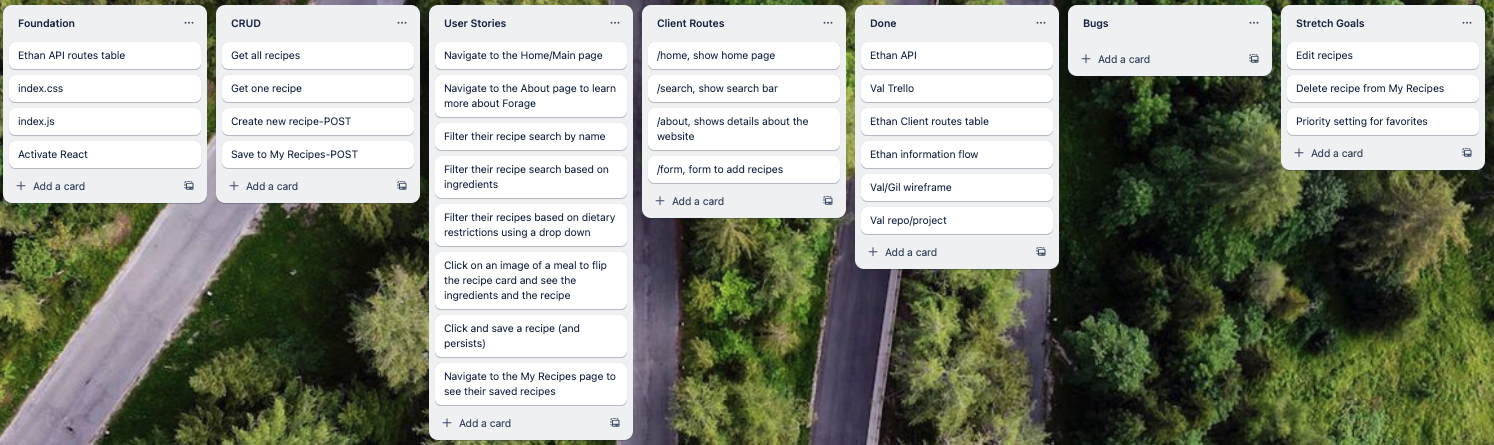 Foundation
Ethan API routes table
index.css
index.js
Activate React
Add a card
CRUD
Get all recipes
Get one recipe
Create new recipe-POST
Save to My Recipes-POST
Add a card
User Stories
Navigate to the Home/Main page
Navigate to the About page to learn
more about Forage
Filter their recipe search by name
Filter their recipe search based on
ingredients
Filter their recipes based on dietary
restrictions using a drop down
Click on an image of a meal to flip
the recipe card and see the
ingredients and the recipe
Click and save a recipe (and
persists)
Navigate to the My Recipes page to
see their saved recipes
Add a card
Client Routes
/home, show home page
/search, show search bar
/about, shows details about the
website
/form, form to add recipes
Add a card
Done
Ethan API
Val Trello
Ethan Client routes table
Ethan information flow
Val/Gil wireframe
Val repo/project
Add a card
Bugs
Add a card
Stretch Goals
Edit recipes
Delete recipe from My Recipes
Priority setting for favorites
Add a card